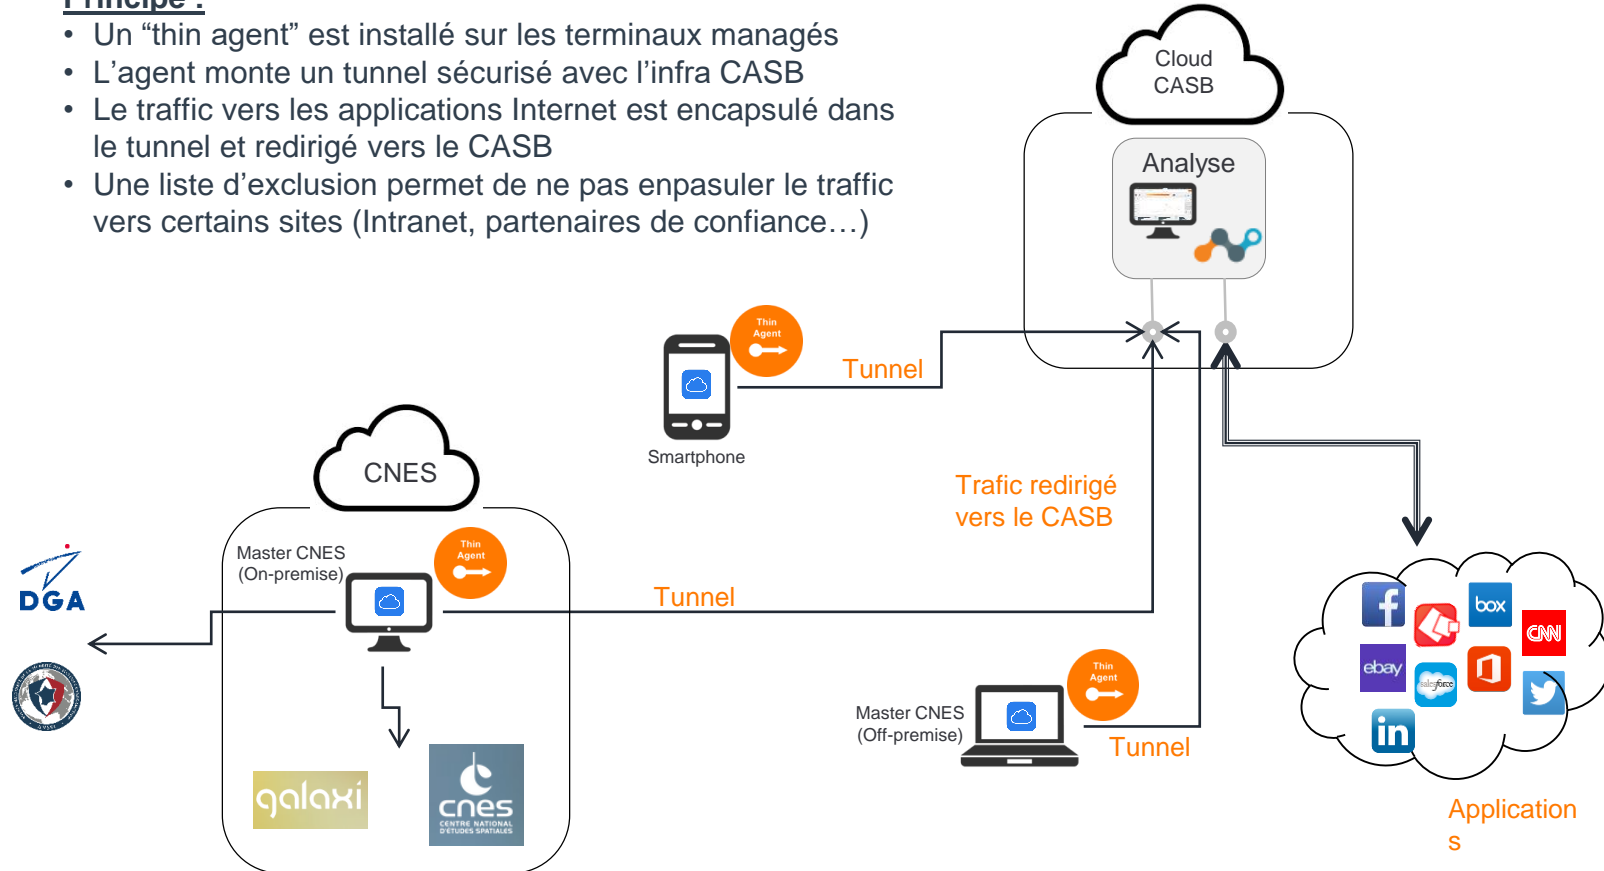 Principe :
• Un “thin agent” est installé sur les terminaux managés
• L’agent monte un tunnel sécurisé avec l’infra CASB
• Le traffic vers les applications Internet est encapsulé dans
le tunnel et redirigé vers le CASB
• Une liste d’exclusion permet de ne pas enpasuler le traffic
vers certains sites (Intranet, partenaires de confiance…)
Cloud
CASB
Analyse
Thin
Agent
Tunnel
Smartphone
CNES
Trafic redirigé
vers le CASB
Master CNES
(On-premise)
Thin
Agent
DGA
Tunnel
Thin
Agent
Master CNES
(Off-premise)
Tunnel
galaxi
cnes
CENTRE NATIONAL
D'ÉTUDES SPATIALES
f
box
CNN
ebay
salesforce
in
Application
s